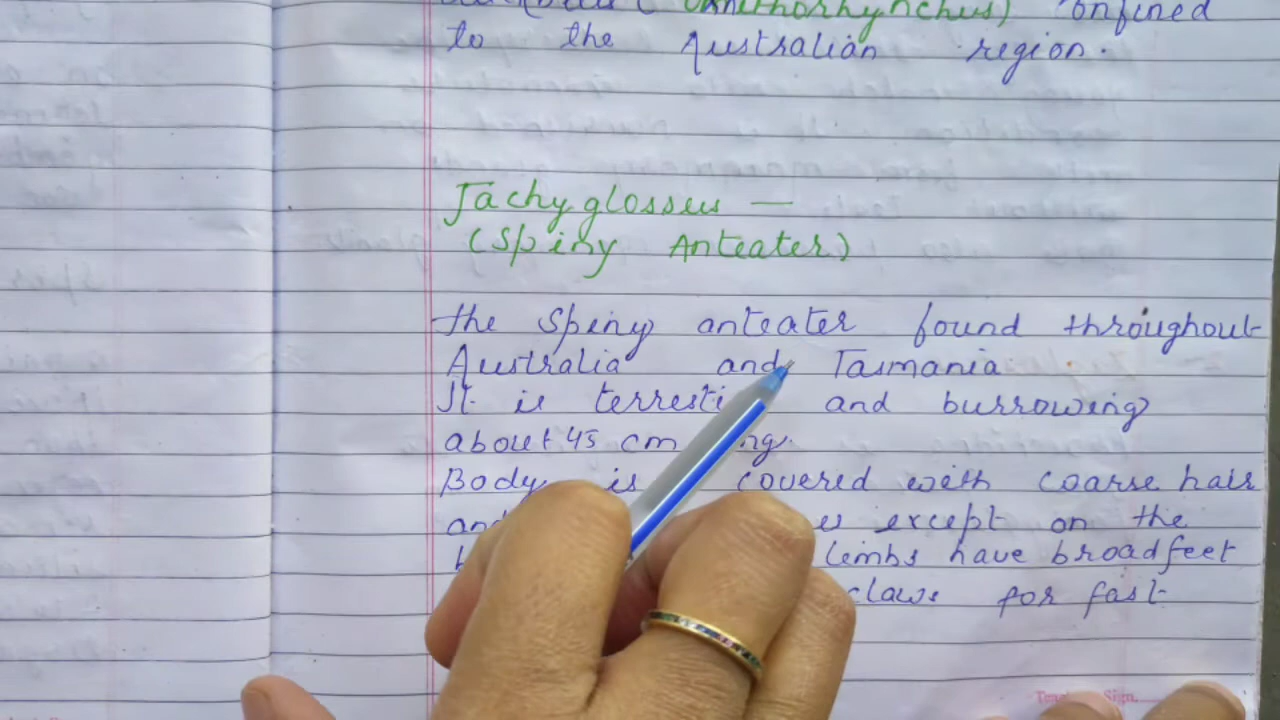 (Ornithorhynchus) confined
to the Australian region.
Tachyglossus —
(Spiny Anteater)
the Spiny anteater found throughout
Australia and Tasmania
It is and burrowing
about 45 cm
Body is covered with coarse hair
except on the
limbs have broad feet
claws for fast